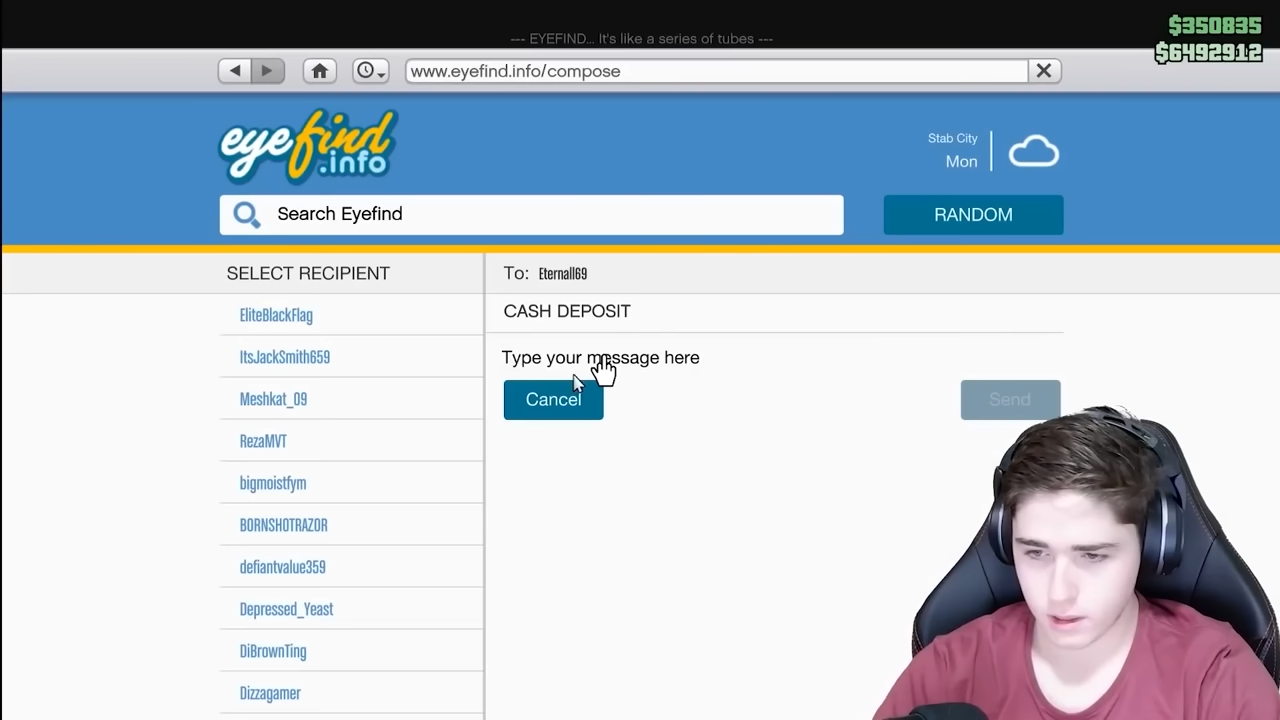 --- EYEFIND... It's like a series of tubes ---
$350835
$6492912
www.eyefind.info/compose
eyefind
.info
Stab City
Mon
Search Eyefind
RANDOM
SELECT RECIPIENT
To: Eternall69
EliteBlackFlag
CASH DEPOSIT
ItsJackSmith659
Type your message here
Meshkat_09
Cancel
Send
RezaMVT
bigmoistfym
BORNSHOTRAZOR
defiantvalue359
Depressed_Yeast
DiBrownTing
Dizzagamer